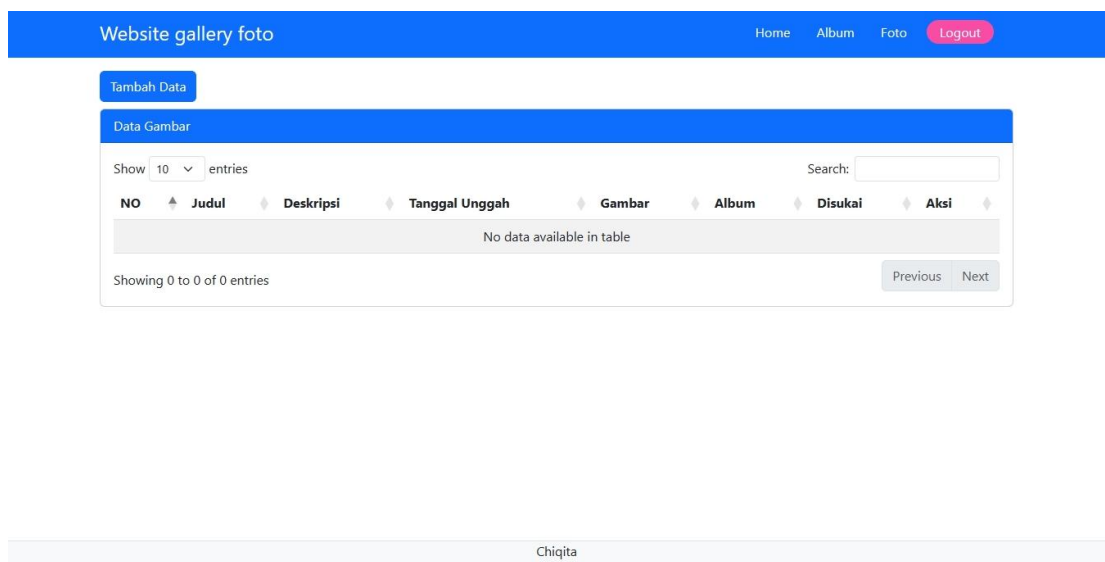 Website gallery foto Home Album Foto Logout
Tambah Data
Data Gambar
Show 10 entries Search:
NO Judul Deskripsi Tanggal Unggah Gambar Album Disukai Aksi
No data available in table
Showing 0 to 0 of 0 entries Previous Next
Chiqita